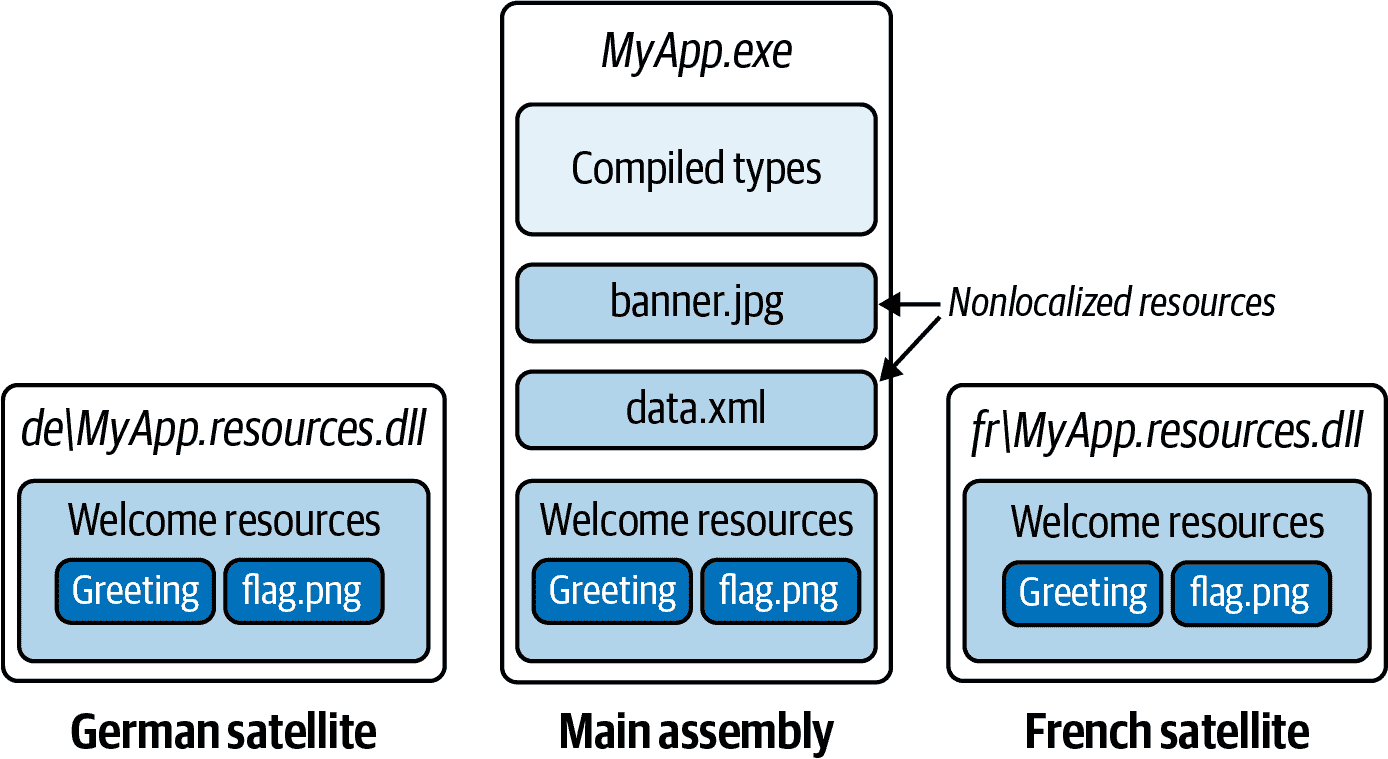 MyApp.exe
Compiled types
banner.jpg
Nonlocalized resources
data.xml
de\MyApp.resources.dll
Welcome resources
Greeting
flag.png
Welcome resources
Greeting
flag.png
fr\MyApp.resources.dll
Welcome resources
Greeting
flag.png
German satellite
Main assembly
French satellite